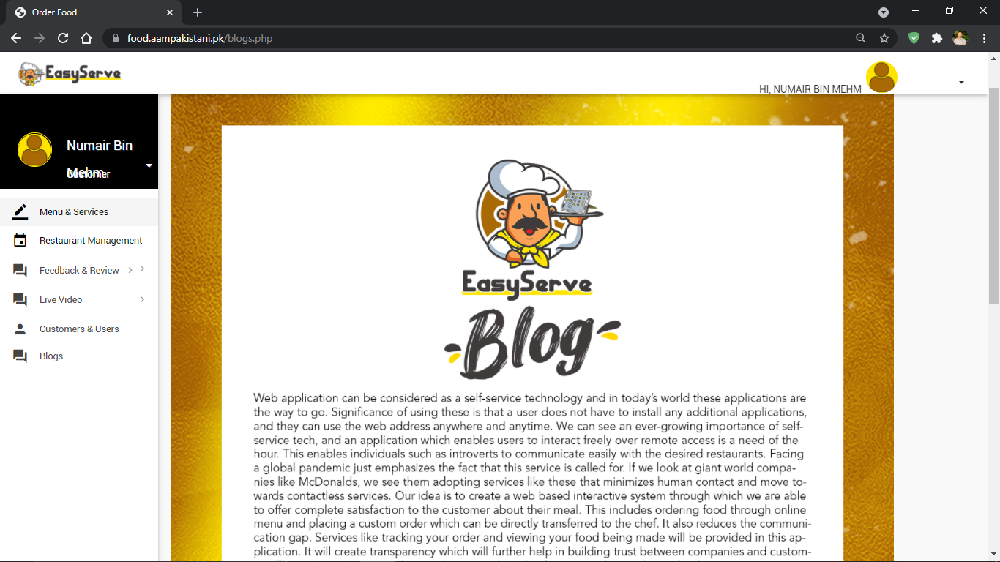 Order Food
food.aampakistani.pk/blogs.php
EasyServe
HI, NUMAIR BIN MEHM
Numair Bin
Mehm
Customer
Menu & Services
Restaurant Management
Feedback & Review
Live Video
Customers & Users
Blogs
EasyServe
Blog
Web application can be considered as a self-service technology and in today's world these applications are
the way to go. Significance of using these is that a user does not have to install any additional applications,
and they can use the web address anywhere and anytime. We can see an ever-growing importance of self-
service tech, and an application which enables users to interact freely over remote access is a need of the
hour. This enables individuals such as introverts to communicate easily with the desired restaurants. Facing
a global pandemic just emphasizes the fact that this service is called for. If we look at giant world compa-
nies like McDonalds, we see them adopting services like these that minimizes human contact and move to-
wards contactless services. Our idea is to create a web based interactive system through which we are able
to offer complete satisfaction to the customer about their meal. This includes ordering food through online
menu and placing a custom order which can be directly transferred to the chef. It also reduces the communi-
cation gap. Services like tracking your order and viewing your food being made will be provided in this ap-
plication. It will create transparency which will further help in building trust between companies and custom-